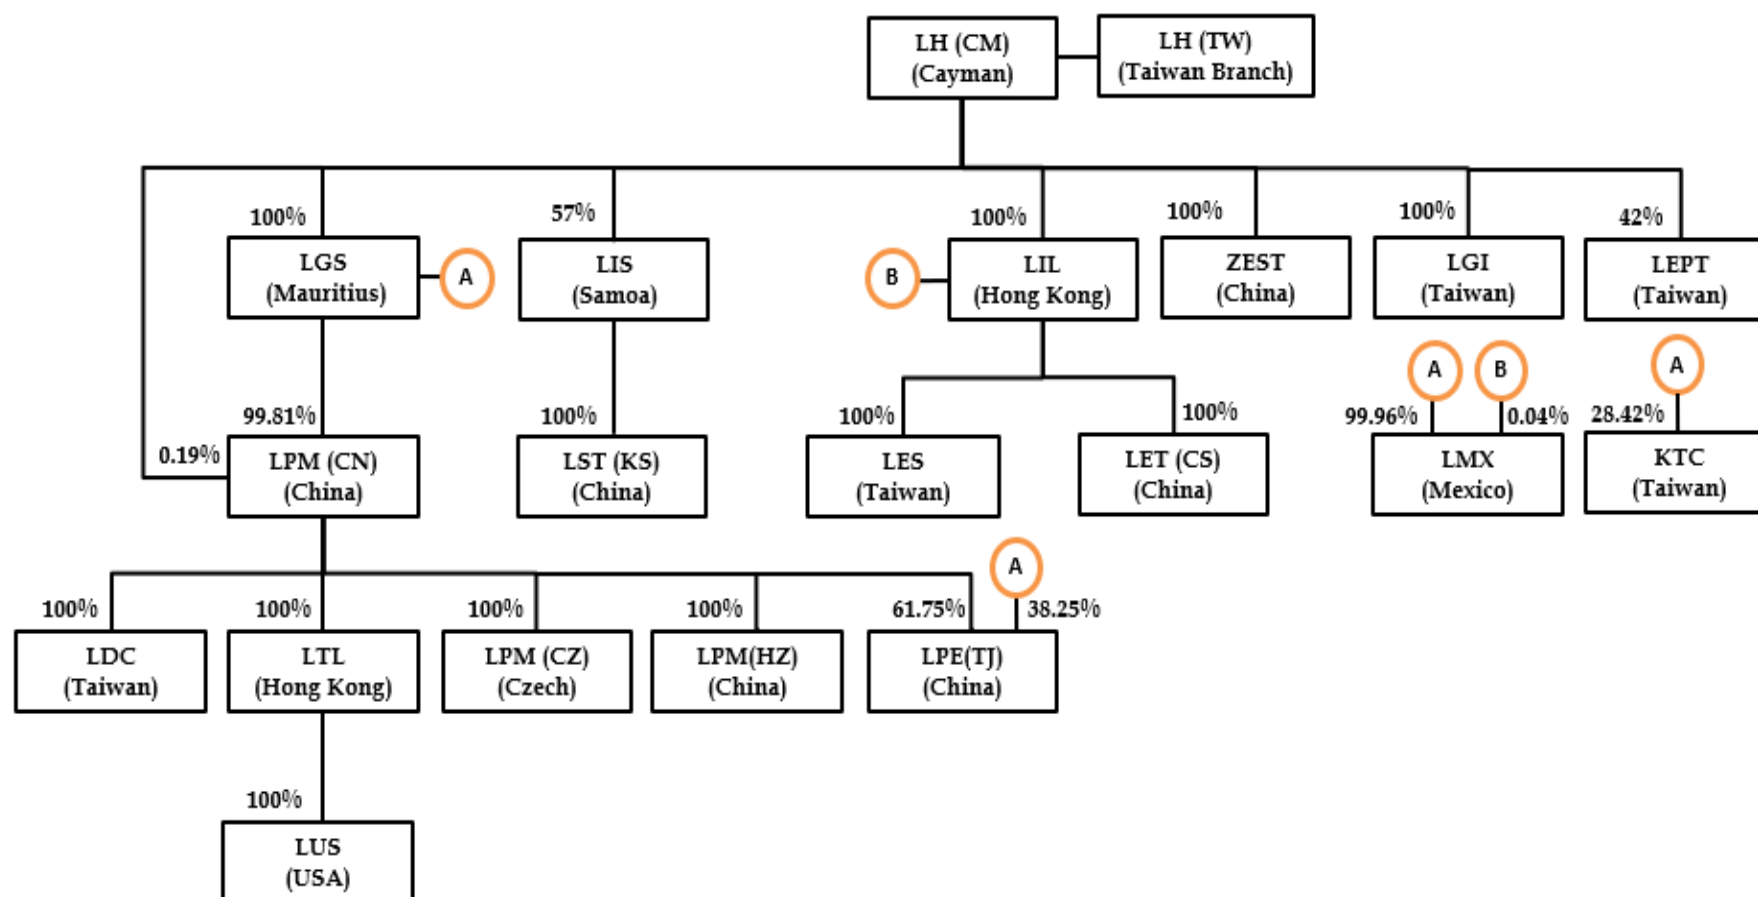 LH (CM)
(Cayman)
LH (TW)
(Taiwan Branch)
100%
57%
100%
100%
100%
42%
LGS
(Mauritius)
A
LIS
(Samoa)
B
LIL
(Hong Kong)
ZEST
(China)
LGI
(Taiwan)
LEPT
(Taiwan)
A
B
A
0.19%
99.81%
100%
100%
100%
99.96%
0.04%
28.42%
LPM (CN)
(China)
LST (KS)
(China)
LES
(Taiwan)
LET (CS)
(China)
LMX
(Mexico)
KTC
(Taiwan)
A
100%
100%
100%
100%
61.75%
38.25%
LDC
(Taiwan)
LTL
(Hong Kong)
LPM (CZ)
(Czech)
LPM(HZ)
(China)
LPE(TJ)
(China)
100%
LUS
(USA)